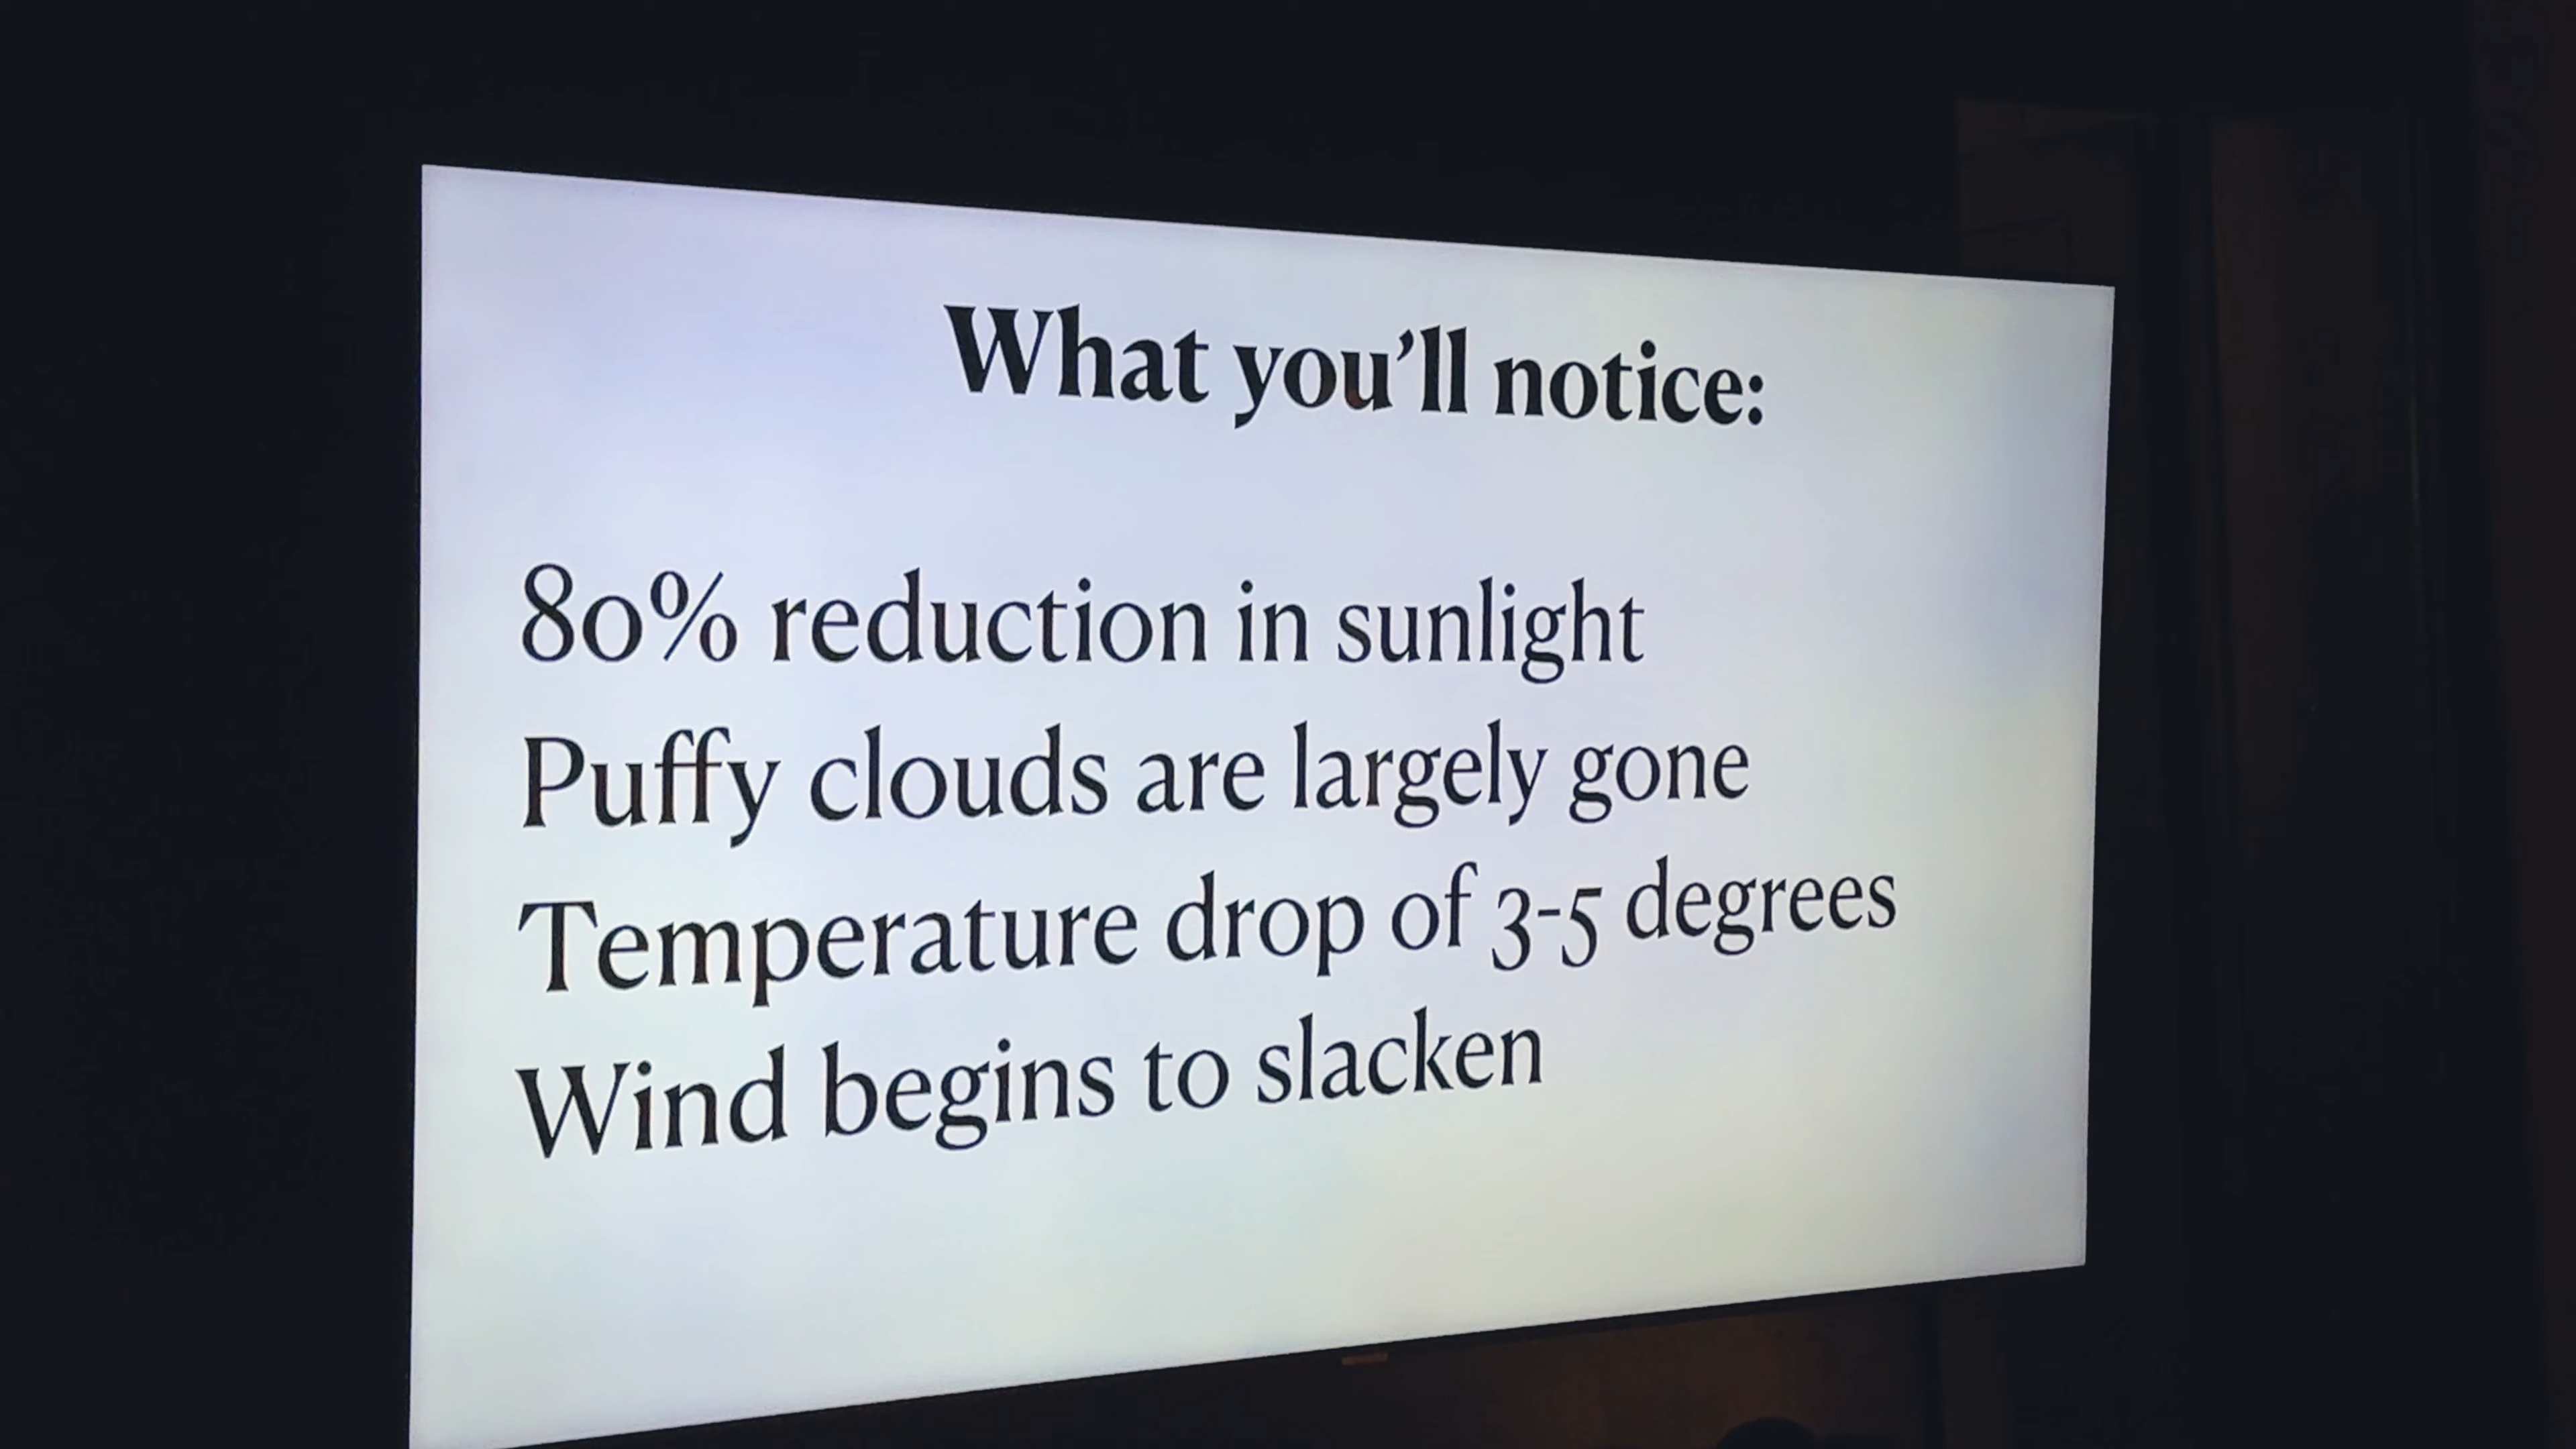 What you’ll notice:
80% reduction in sunlight
Puffy clouds are largely gone
Temperature drop of 3-5 degrees
Wind begins to slacken